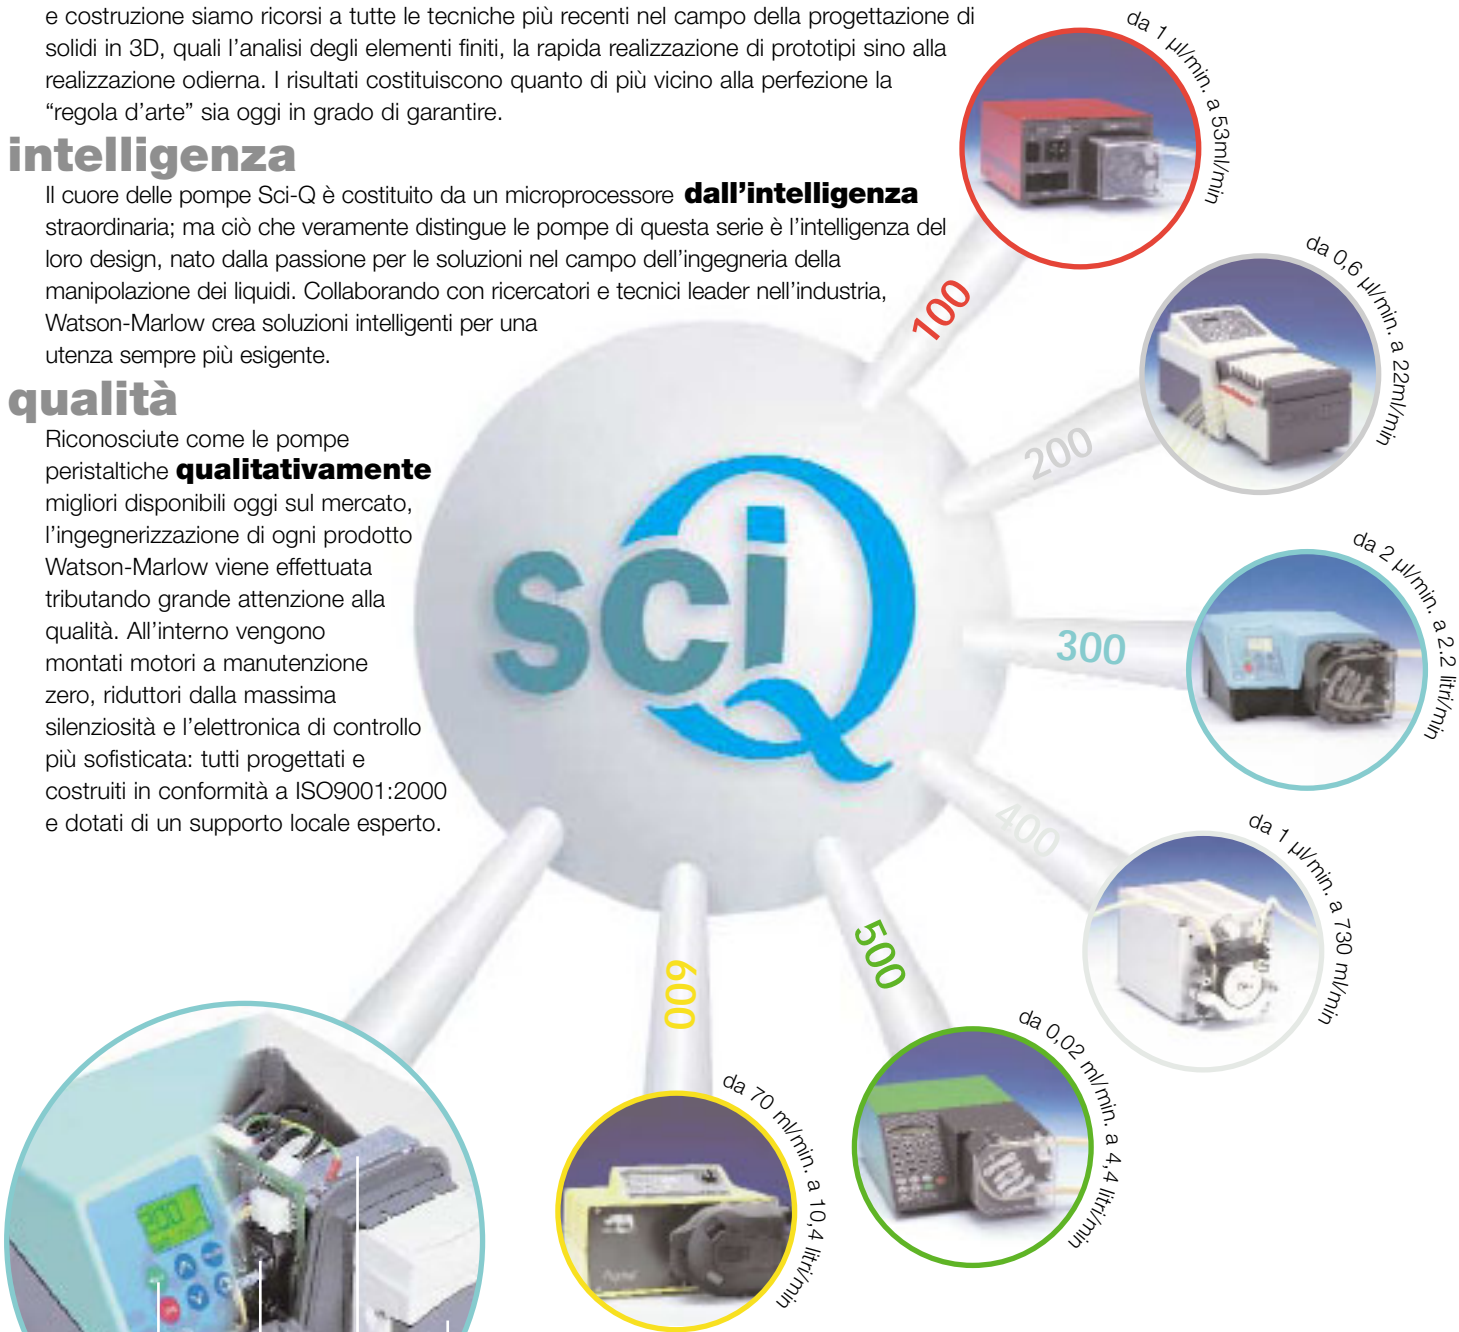 e costruzione siamo ricorsi a tutte le tecniche più recenti nel campo della progettazione di
solidi in 3D, quali l’analisi degli elementi finiti, la rapida realizzazione di prototipi sino alla
realizzazione odierna. I risultati costituiscono quanto di più vicino alla perfezione la
“regola d’arte” sia oggi in grado di garantire.
intelligenza
Il cuore delle pompe Sci-Q è costituito da un microprocessore dall’intelligenza
straordinaria; ma ciò che veramente distingue le pompe di questa serie è l’intelligenza del
loro design, nato dalla passione per le soluzioni nel campo dell’ingegneria della
manipolazione dei liquidi. Collaborando con ricercatori e tecnici leader nell’industria,
Watson-Marlow crea soluzioni intelligenti per una
utenza sempre più esigente.
qualità
Riconosciute come le pompe
peristaltiche qualitativamente
migliori disponibili oggi sul mercato,
l’ingegnerizzazione di ogni prodotto
Watson-Marlow viene effettuata
tributando grande attenzione alla
qualità. All’interno vengono
montati motori a manutenzione
zero, riduttori dalla massima
silenziosità e l’elettronica di controllo
più sofisticata: tutti progettati e
costruiti in conformità a ISO9001:2000
e dotati di un supporto locale esperto.
sciQ
100
da 1 µl/min. a 53ml/min
200
da 0,6 µl/min. a 22ml/min
300
da 2 µl/min. a 2.2 litri/min
400
da 1 µl/min. a 730 ml/min
500
da 0,02 ml/min. a 4,4 litri/min
600
da 70 ml/min. a 10,4 litri/min